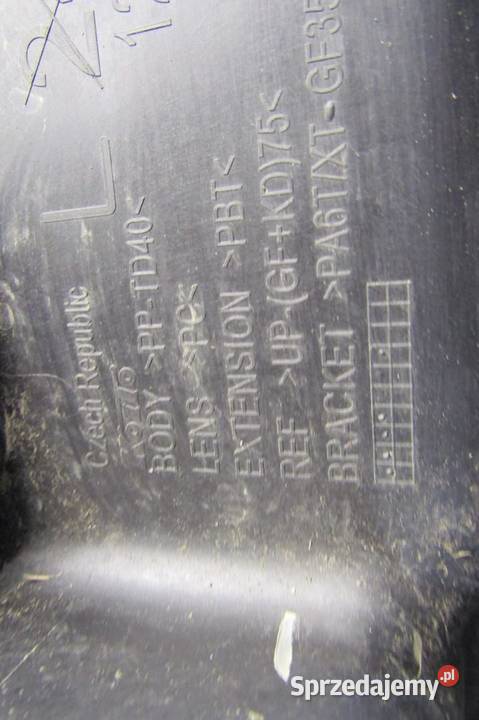 L
Czech Republic
BODY >PP-TD40<
LENS >PC<
EXTENSION >PBT<
REF >UP-(GF+KD)75<
BRACKET >PA6T/XT-GF35
Sprzedajemy.pl